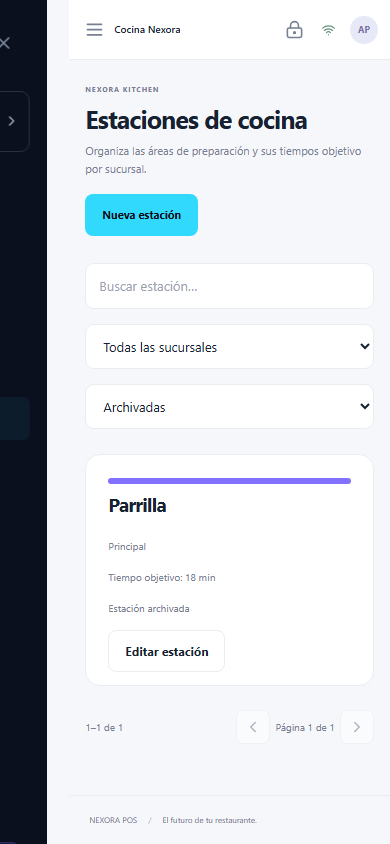 Cocina Nexora
AP
NEXORA KITCHEN
Estaciones de cocina
Organiza las áreas de preparación y sus tiempos objetivo
por sucursal.
Nueva estación
Buscar estación...
Todas las sucursales
Archivadas
Parrilla
Principal
Tiempo objetivo: 18 min
Estación archivada
Editar estación
1–1 de 1
Página 1 de 1
NEXORA POS / El futuro de tu restaurante.